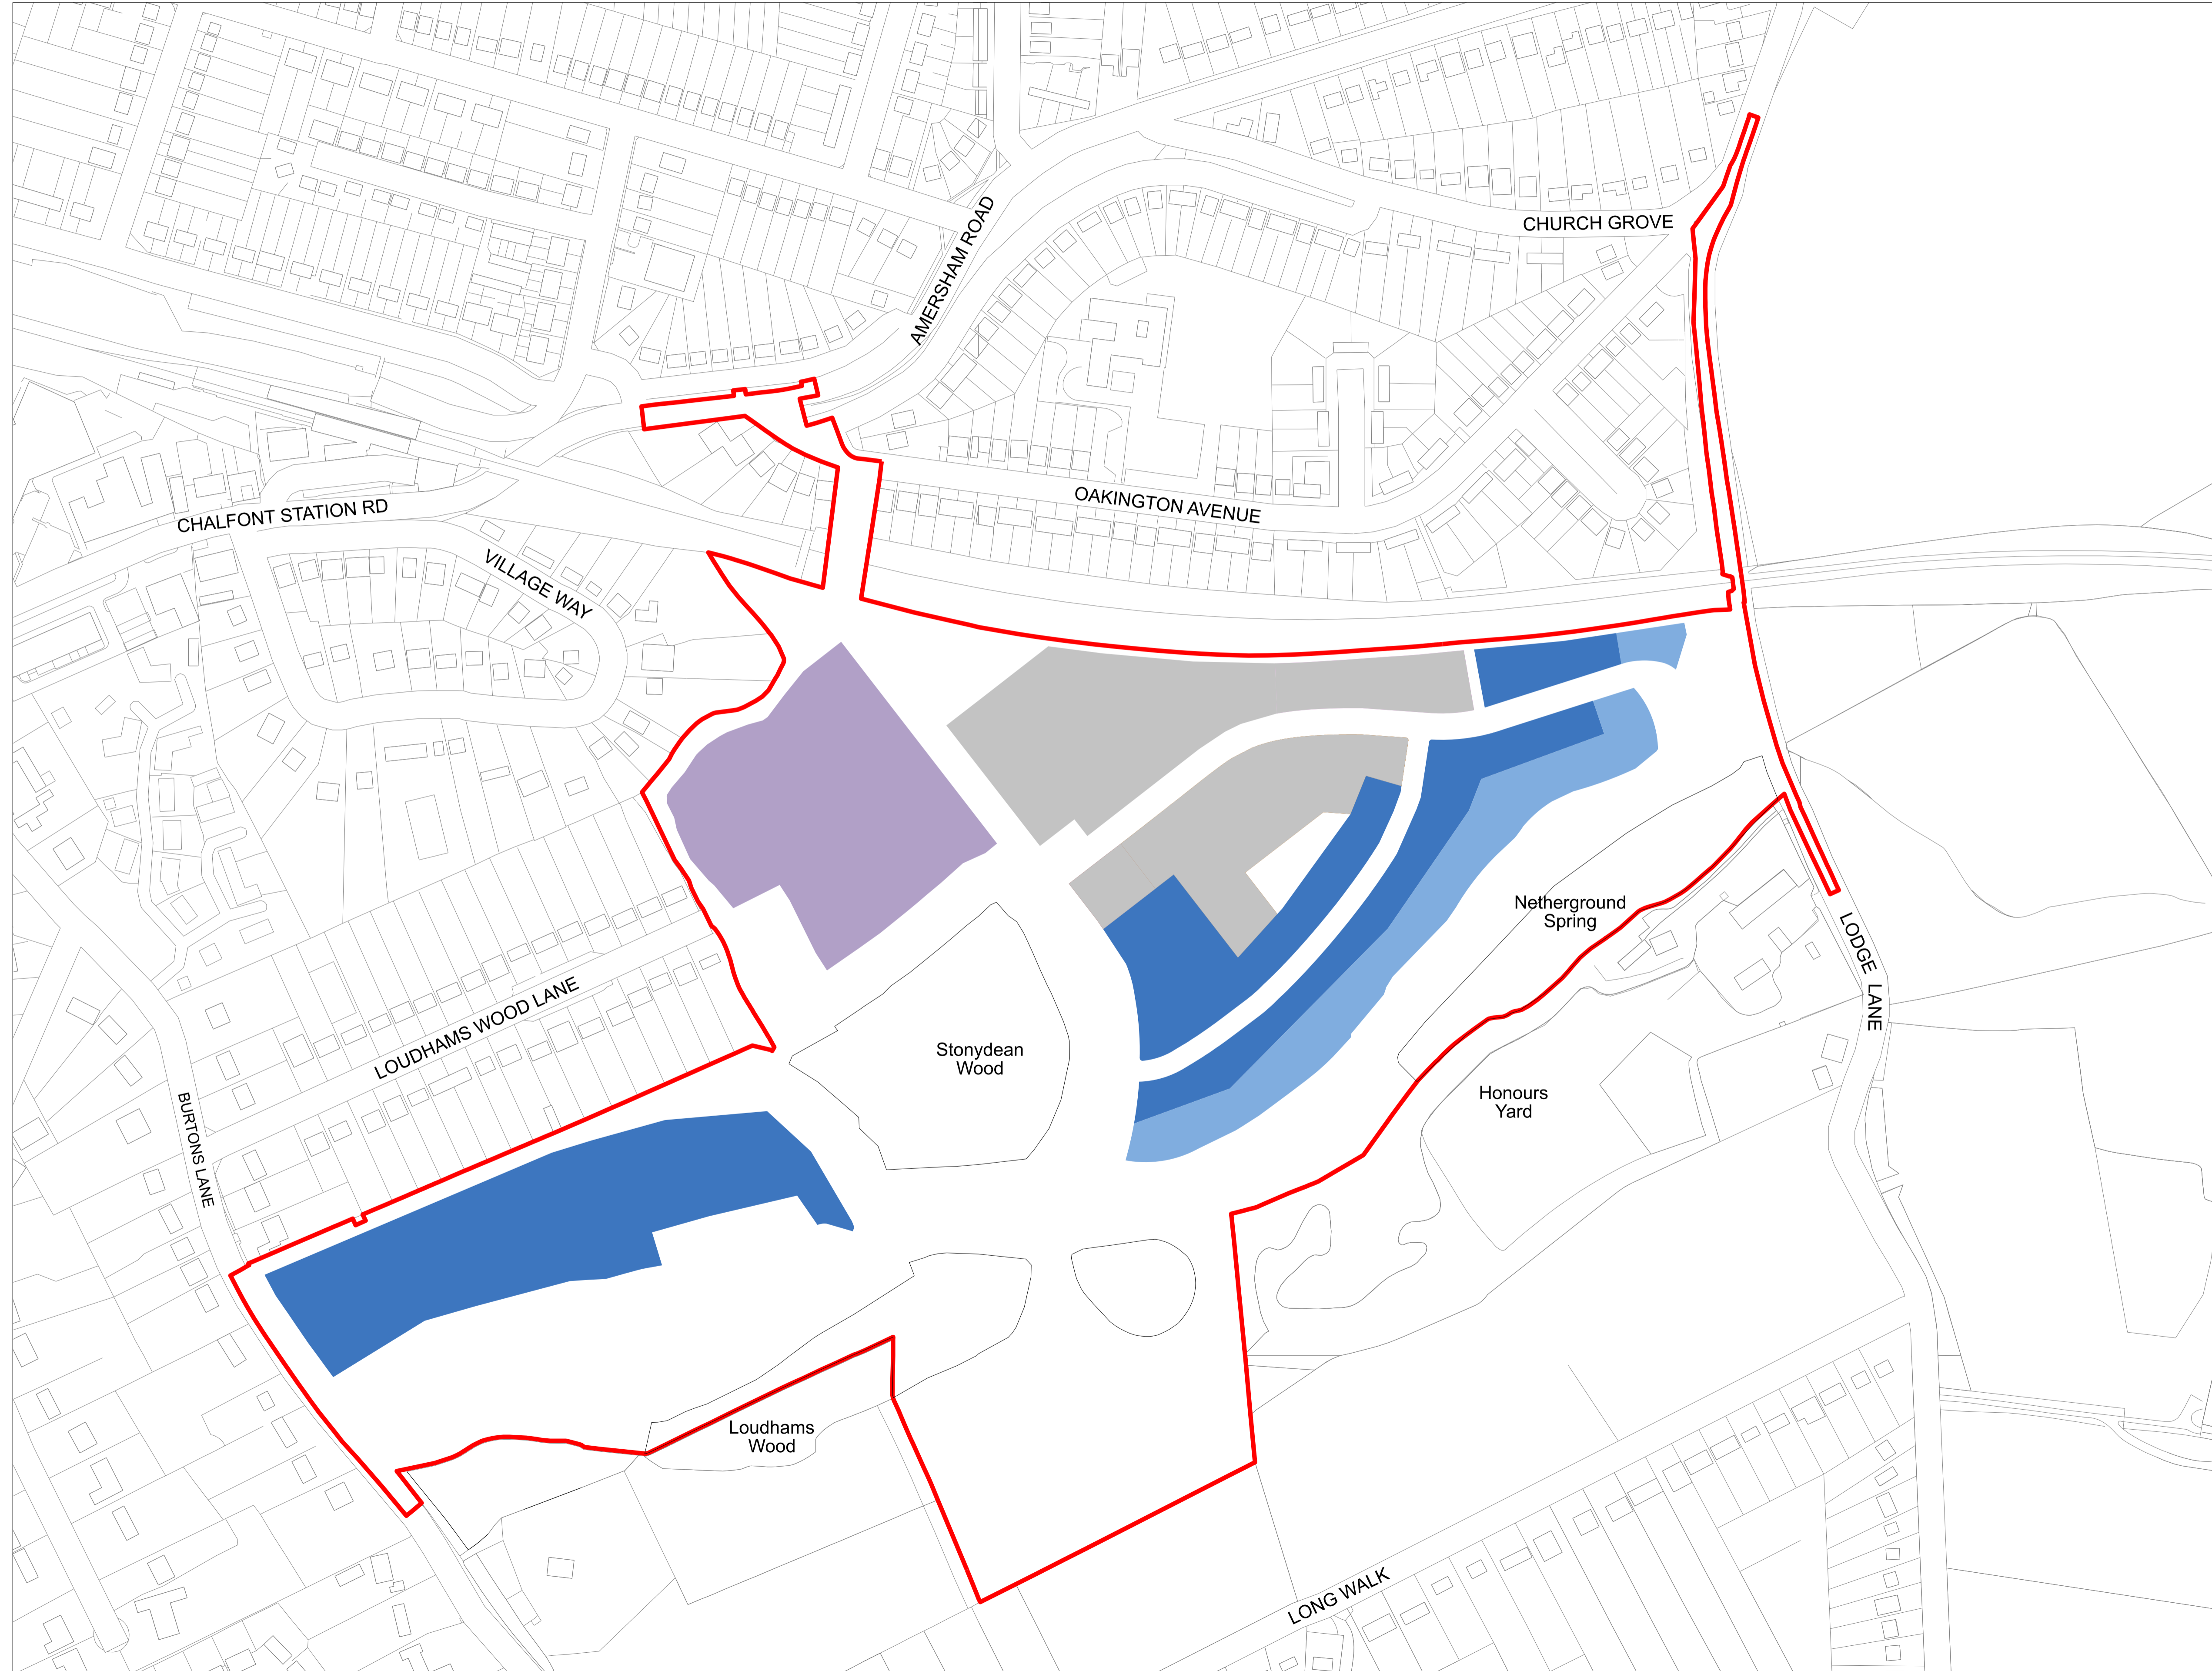 CHURCH GROVE
AMERSHAM ROAD
OAKINGTON AVENUE
CHALFONT STATION RD
VILLAGE WAY
Netherground
Spring
LODGE LANE
LOUDHAMS WOOD LANE
Stonydean
Wood
Honours
Yard
BURTONS LANE
Loudhams
Wood
LONG WALK